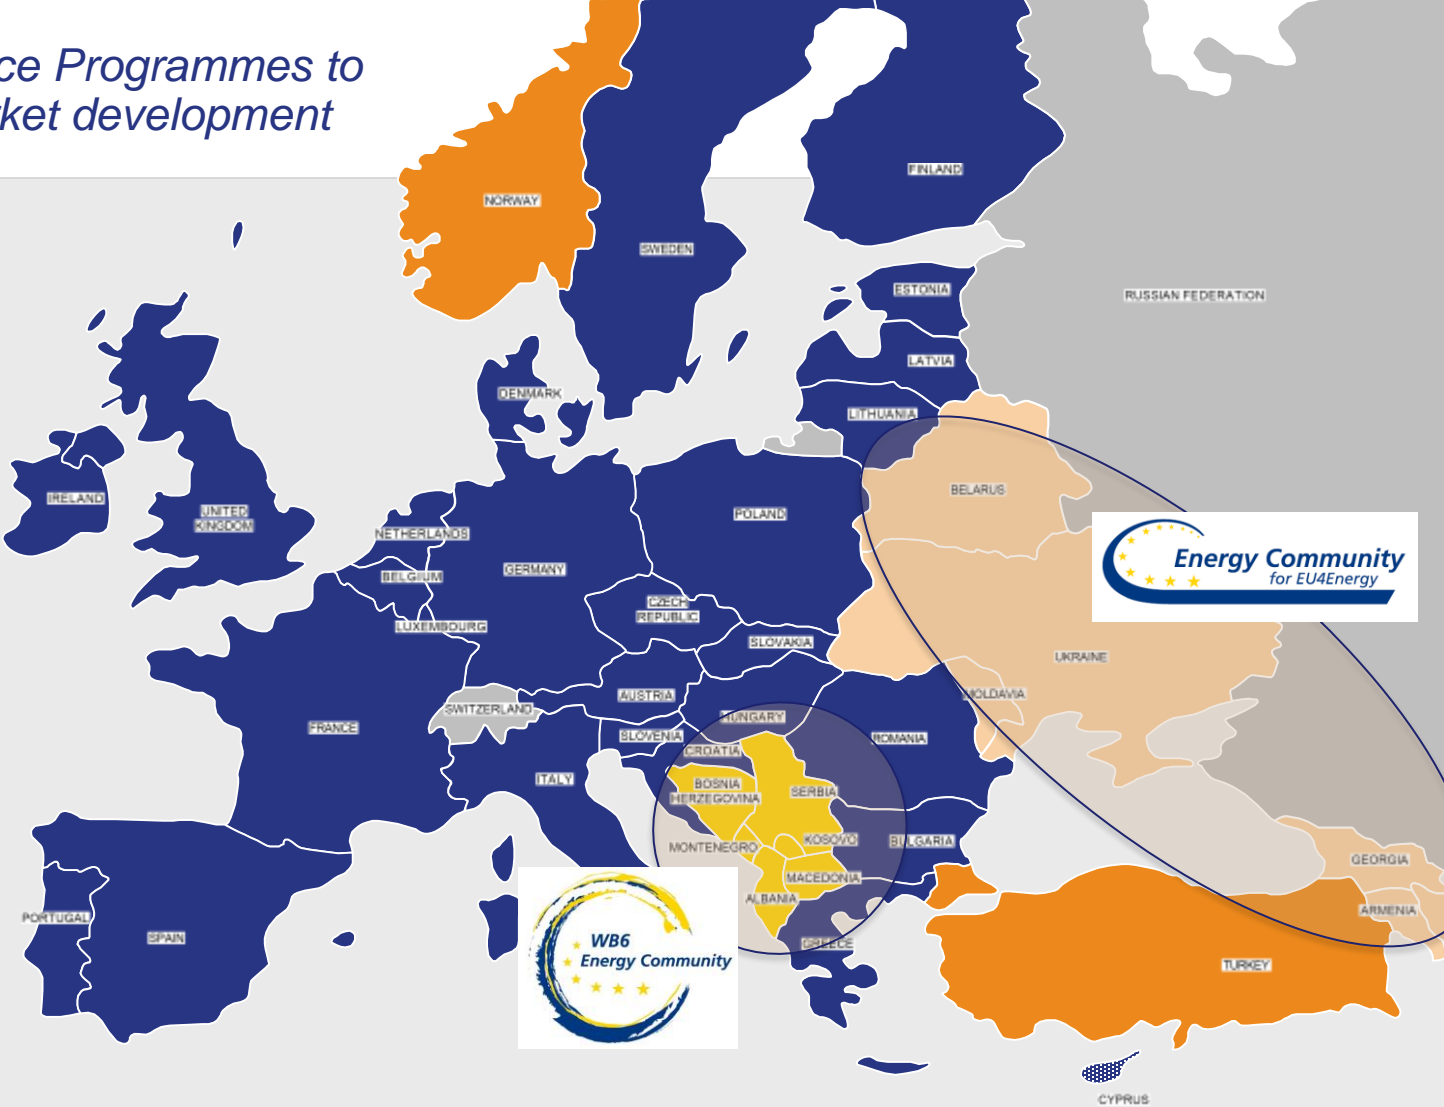 ce Programmes to
ket development
NORWAY
FINLAND
SWEDEN
ESTONIA
RUSSIAN FEDERATION
LATVIA
DENMARK
LITHUANIA
IRELAND
UNITED
KINGDOM
NETHERLANDS
POLAND
BELARUS
BELGIUM
GERMANY
Energy Community
for EU4Energy
LUXEMBOURG
CZECH
REPUBLIC
SLOVAKIA
UKRAINE
SWITZERLAND
AUSTRIA
MOLDAVIA
FRANCE
HUNGARY
SLOVENIA
ROMANIA
CROATIA
ITALY
BOSNIA
HERZEGOVINA
SERBIA
MONTENEGRO
KOSOVO
BULGARIA
GEORGIA
MACEDONIA
ALBANIA
ARMENIA
PORTUGAL
SPAIN
GREECE
WB6
Energy Community
TURKEY
CYPRUS